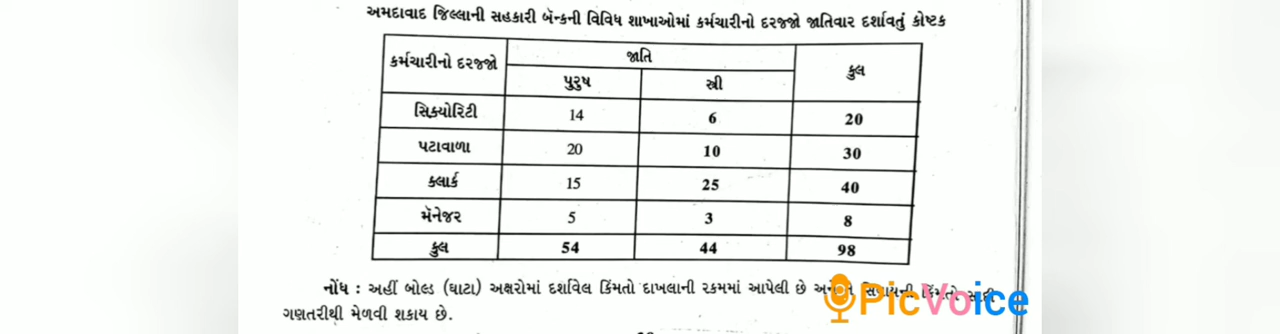 અમદાવાદ જિલ્લાની સહકારી બૅન્કની વિવિધ શાખાઓમાં કર્મચારીનો દરજ્જો જાતિવાર દર્શાવતું કોષ્ટક
કર્મચારીનો દરજ્જો જાતિ કુલ
પુરુષ સ્ત્રી
સિક્યોરિટી 14 6 20
પટાવાળા 20 10 30
ક્લાર્ક 15 25 40
મૅનેજર 5 3 8
કુલ 54 44 98
નોંધ : અહીં બોલ્ડ (ઘાટા) અક્ષરોમાં દર્શાવેલ કિંમતો દાખલાની રકમમાં આપેલી છે
ગણતરીથી મેળવી શકાય છે.
PicVoice